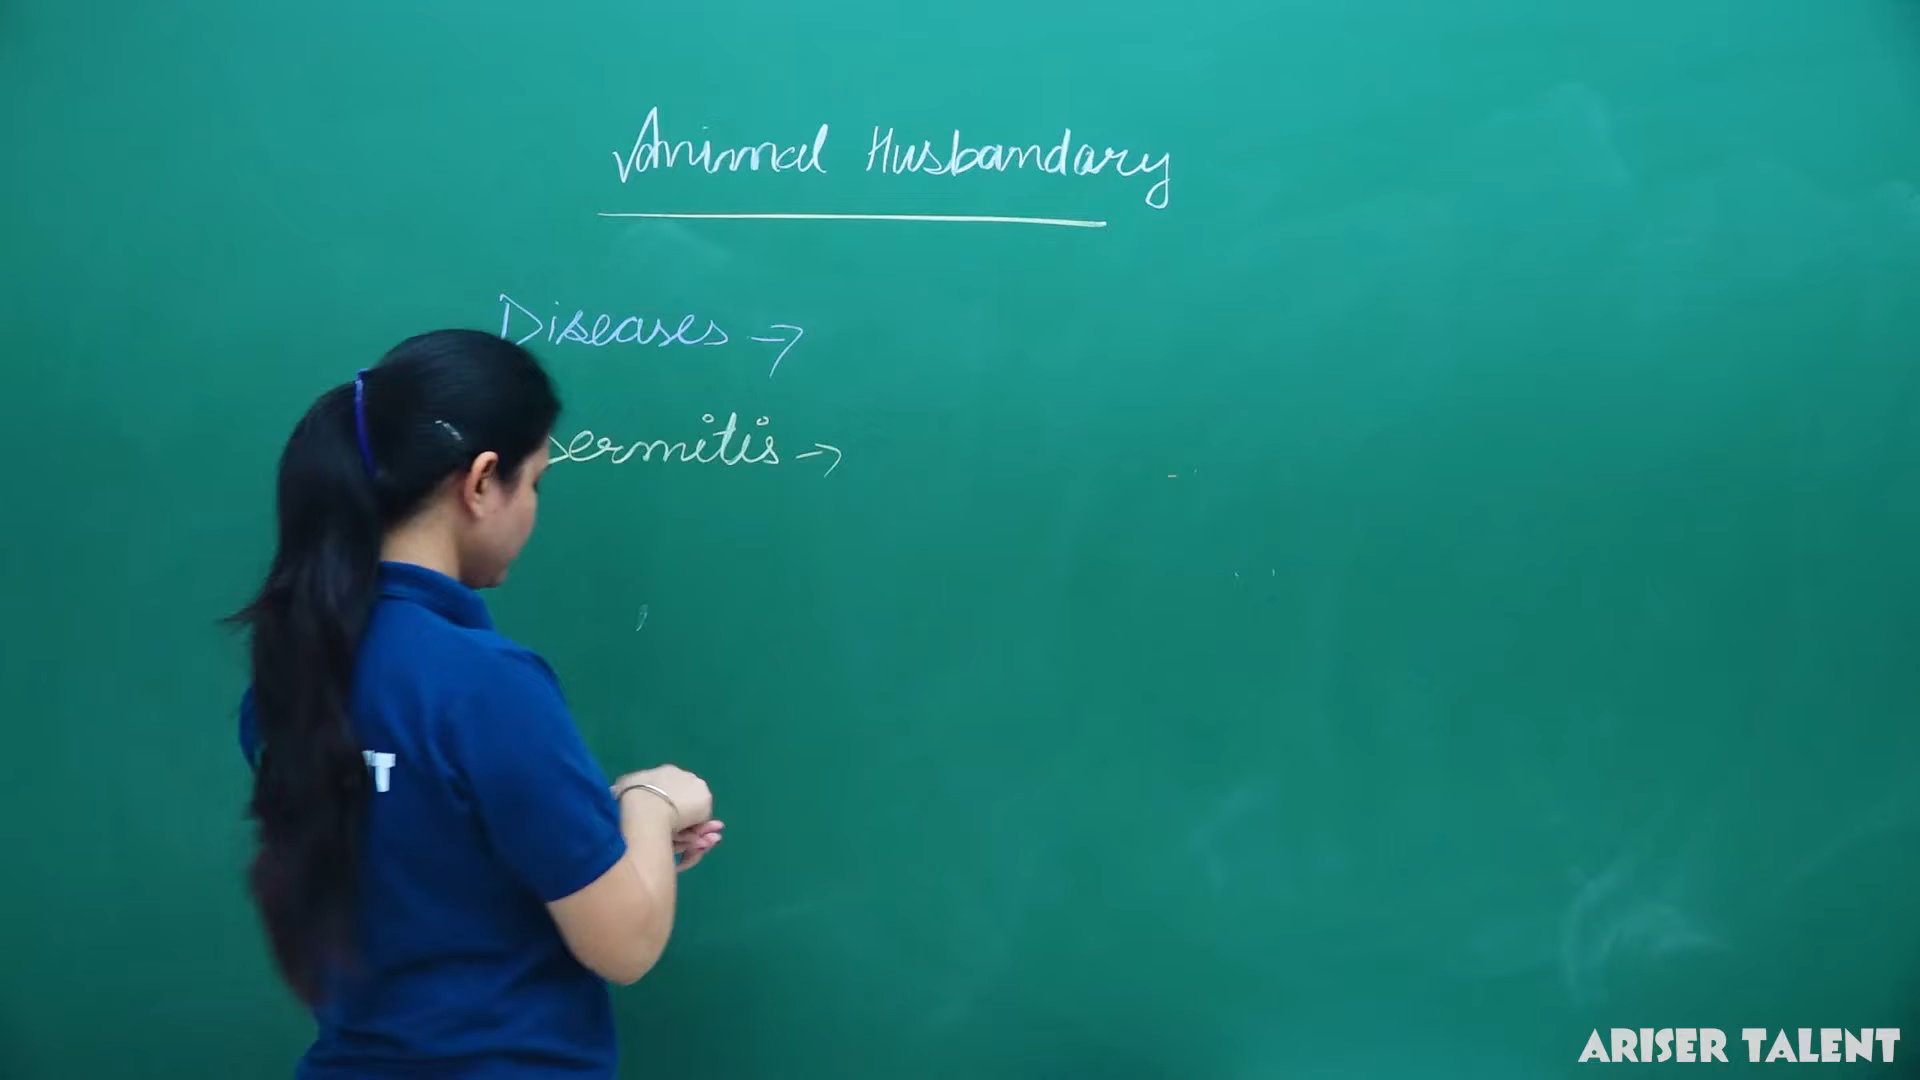 Animal Husbandary
Diseases →
ermitis →
T
ARISER TALENT